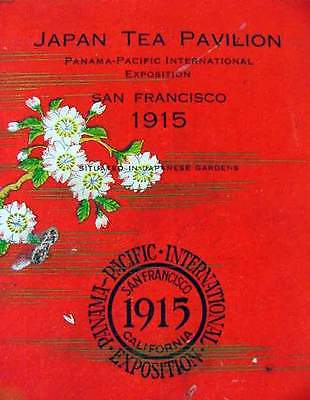 JAPAN TEA PAVILION
PANAMA-PACIFIC INTERNATIONAL
EXPOSITION
SAN FRANCISCO
1915
SITUATED IN JAPANESE GARDENS
PANAMA-PACIFIC·INTERNATIONAL·EXPOSITION·
SAN FRANCISCO
1915
CALIFORNIA